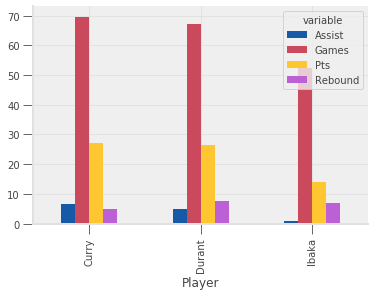 70
60
50
40
30
20
10
0
variable
Assist
Games
Pts
Rebound
Curry
Durant
Ibaka
Player